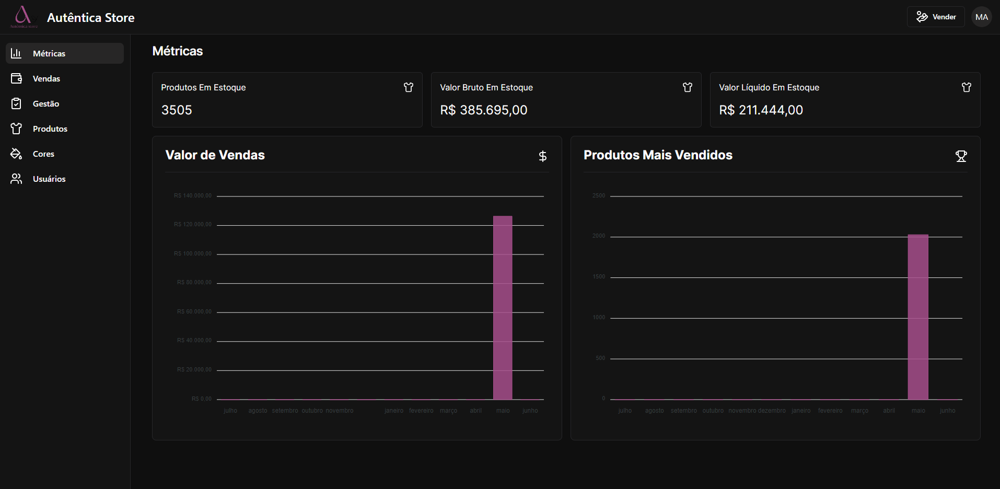 Autêntica store
Autêntica Store
Vender
MA
Métricas
Vendas
Gestão
Produtos
Cores
Usuários
Métricas
Produtos Em Estoque
3505
Valor Bruto Em Estoque
R$ 385.695,00
Valor Líquido Em Estoque
R$ 211.444,00
Valor de Vendas
R$ 140.000,00
R$ 120.000,00
R$ 100.000,00
R$ 80.000,00
R$ 60.000,00
R$ 40.000,00
R$ 20.000,00
R$ 0,00
julho agosto setembro outubro novembro janeiro fevereiro março abril maio junho
Produtos Mais Vendidos
2500
2000
1500
1000
500
0
julho agosto setembro outubro novembro dezembro janeiro fevereiro março abril maio junho